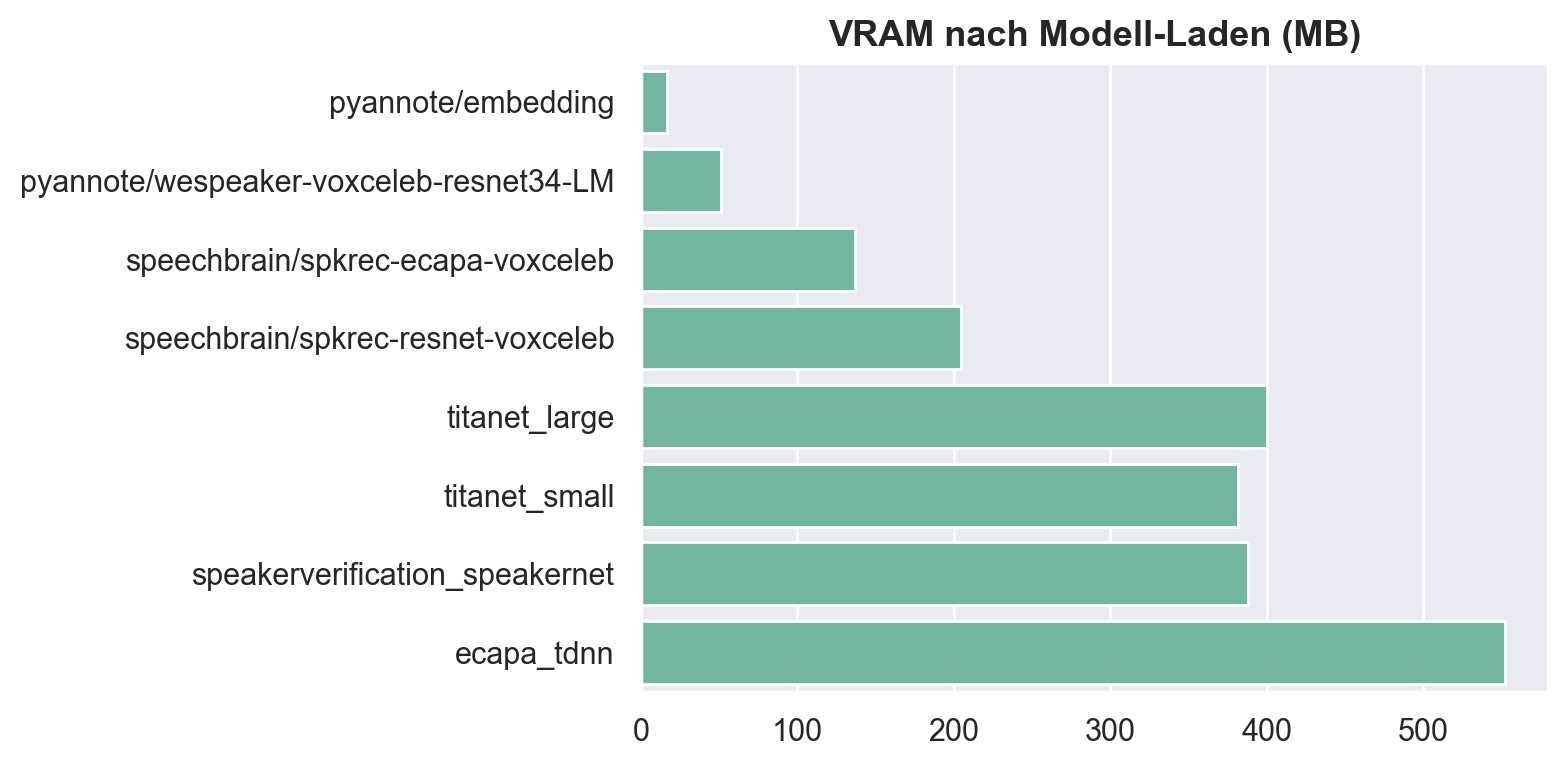 VRAM nach Modell-Laden (MB)
pyannote/embedding
pyannote/wespeaker-voxceleb-resnet34-LM
speechbrain/spkrec-ecapa-voxceleb
speechbrain/spkrec-resnet-voxceleb
titanet_large
titanet_small
speakerverification_speakernet
ecapa_tdnn
0 100 200 300 400 500